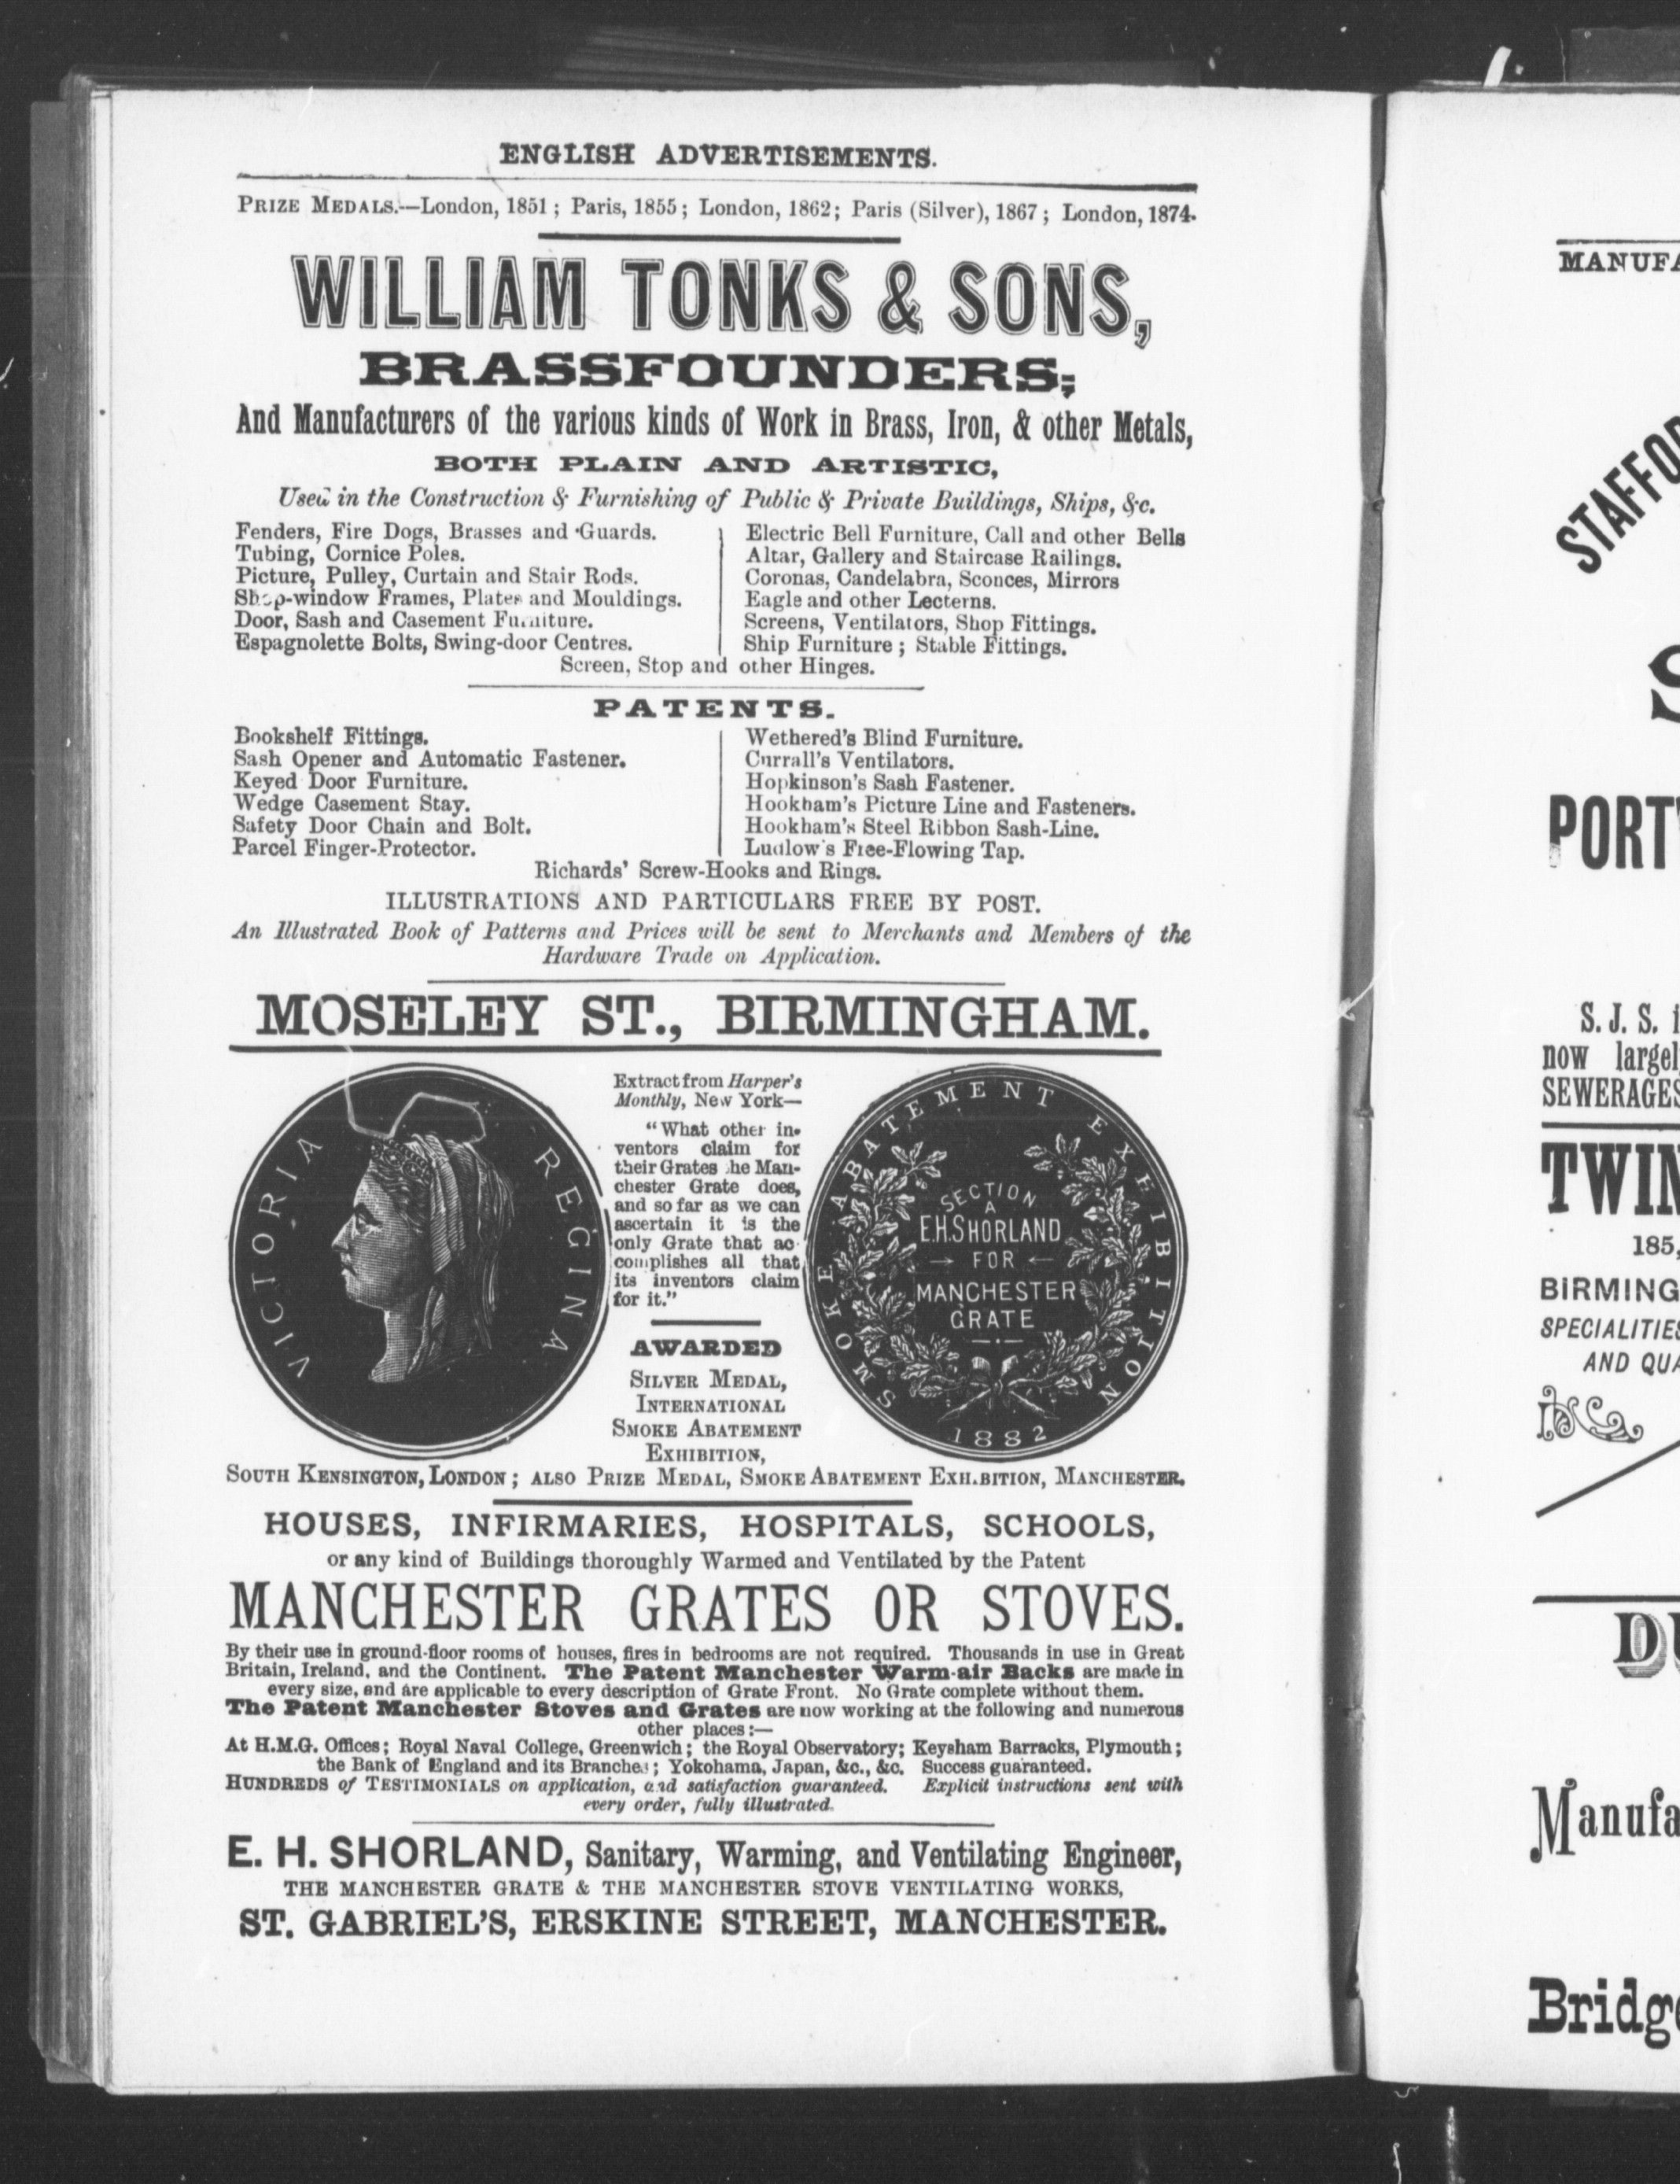 ENGLISH ADVERTISEMENTS.
PRIZE MEDALS.—London, 1851; Paris, 1855; London, 1862; Paris (Silver), 1867; London, 1874.
WILLIAM TONKS & SONS,
BRASSFOUNDERS,
And Manufacturers of the various kinds of Work in Brass, Iron, & other Metals,
BOTH PLAIN AND ARTISTIC,
Used in the Construction & Furnishing of Public & Private Buildings, Ships, &c.
Fenders, Fire Dogs, Brasses and Guards.
Tubing, Cornice Poles.
Picture, Pulley, Curtain and Stair Rods.
Shop-window Frames, Plates and Mouldings.
Door, Sash and Casement Furniture.
Espagnolette Bolts, Swing-door Centres.
Electric Bell Furniture, Call and other Bells
Altar, Gallery and Staircase Railings.
Coronas, Candelabra, Sconces, Mirrors
Eagle and other Lecterns.
Screens, Ventilators, Shop Fittings.
Ship Furniture; Stable Fittings.
Screen, Stop and other Hinges.
PATENTS.
Bookshelf Fittings.
Sash Opener and Automatic Fastener.
Keyed Door Furniture.
Wedge Casement Stay.
Safety Door Chain and Bolt.
Parcel Finger-Protector.
Wethered's Blind Furniture.
Currall's Ventilators.
Hopkinson's Sash Fastener.
Hookham's Picture Line and Fasteners.
Hookham's Steel Ribbon Sash-Line.
Ludlow's Free-Flowing Tap.
Richards' Screw-Hooks and Rings.
ILLUSTRATIONS AND PARTICULARS FREE BY POST.
An Illustrated Book of Patterns and Prices will be sent to Merchants and Members of the
Hardware Trade on Application.
MOSELEY ST., BIRMINGHAM.
VICTORIA REGINA
Extract from Harper's
Monthly, New York—
"What other in-
ventors claim for
their Grates the Man-
chester Grate does,
and so far as we can
ascertain it is the
only Grate that ac-
complishes all that
its inventors claim
for it."
AWARDED
SILVER MEDAL,
INTERNATIONAL
SMOKE ABATEMENT
EXHIBITION,
SMOKE ABATEMENT EXHIBITION
SECTION
A
E.H. SHORLAND
FOR
MANCHESTER
GRATE
1882
SOUTH KENSINGTON, LONDON; ALSO PRIZE MEDAL, SMOKE ABATEMENT EXHIBITION, MANCHESTER.
HOUSES, INFIRMARIES, HOSPITALS, SCHOOLS,
or any kind of Buildings thoroughly Warmed and Ventilated by the Patent
MANCHESTER GRATES OR STOVES.
By their use in ground-floor rooms of houses, fires in bedrooms are not required. Thousands in use in Great
Britain, Ireland, and the Continent. The Patent Manchester Warm-air Backs are made in
every size, and are applicable to every description of Grate Front. No Grate complete without them.
The Patent Manchester Stoves and Grates are now working at the following and numerous
other places:—
At H.M.G. Offices; Royal Naval College, Greenwich; the Royal Observatory; Keysham Barracks, Plymouth;
the Bank of England and its Branches; Yokohama, Japan, &c., &c. Success guaranteed.
HUNDREDS of TESTIMONIALS on application, and satisfaction guaranteed. Explicit instructions sent with
every order, fully illustrated.
E. H. SHORLAND, Sanitary, Warming, and Ventilating Engineer,
THE MANCHESTER GRATE & THE MANCHESTER STOVE VENTILATING WORKS,
ST. GABRIEL'S, ERSKINE STREET, MANCHESTER.
MANUFA
STAFFOR
S
PORT
S. J. S. i
now largel
SEWERAGES
TWIN
185,
BIRMING
SPECIALITIES
AND QUA
DU
Manufa
Bridge